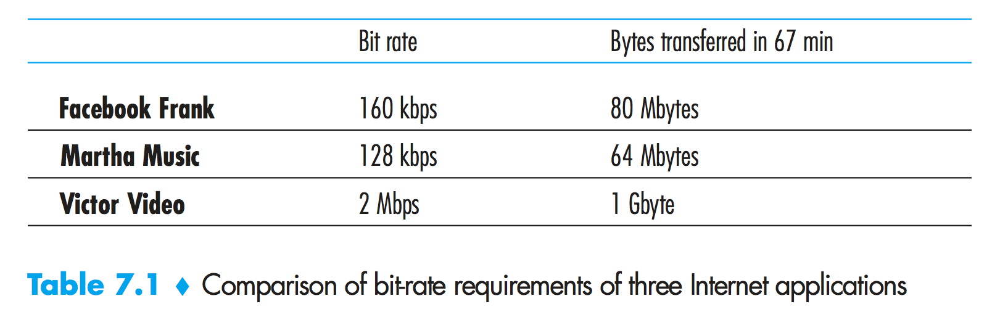 Bit rate Bytes transferred in 67 min
Facebook Frank 160 kbps 80 Mbytes
Martha Music 128 kbps 64 Mbytes
Victor Video 2 Mbps 1 Gbyte
Table 7.1 ♦ Comparison of bit-rate requirements of three Internet applications